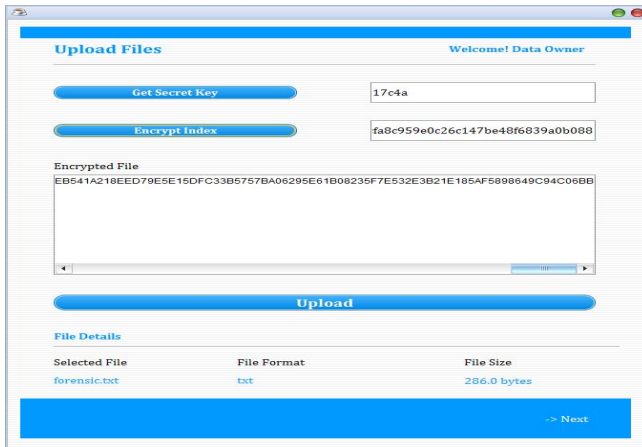 Upload Files
Welcome! Data Owner
Get Secret Key
17c4a
Encrypt Index
fa8c959e0c26c147be48f6839a0b088
Encrypted File
EB541A218EED79E5E15DFC33B5757BA06295E61B08235F7E532E3B21E185AF5898649C94C06BB
Upload
File Details
Selected File File Format File Size
forensic.txt txt 286.0 bytes
-> Next